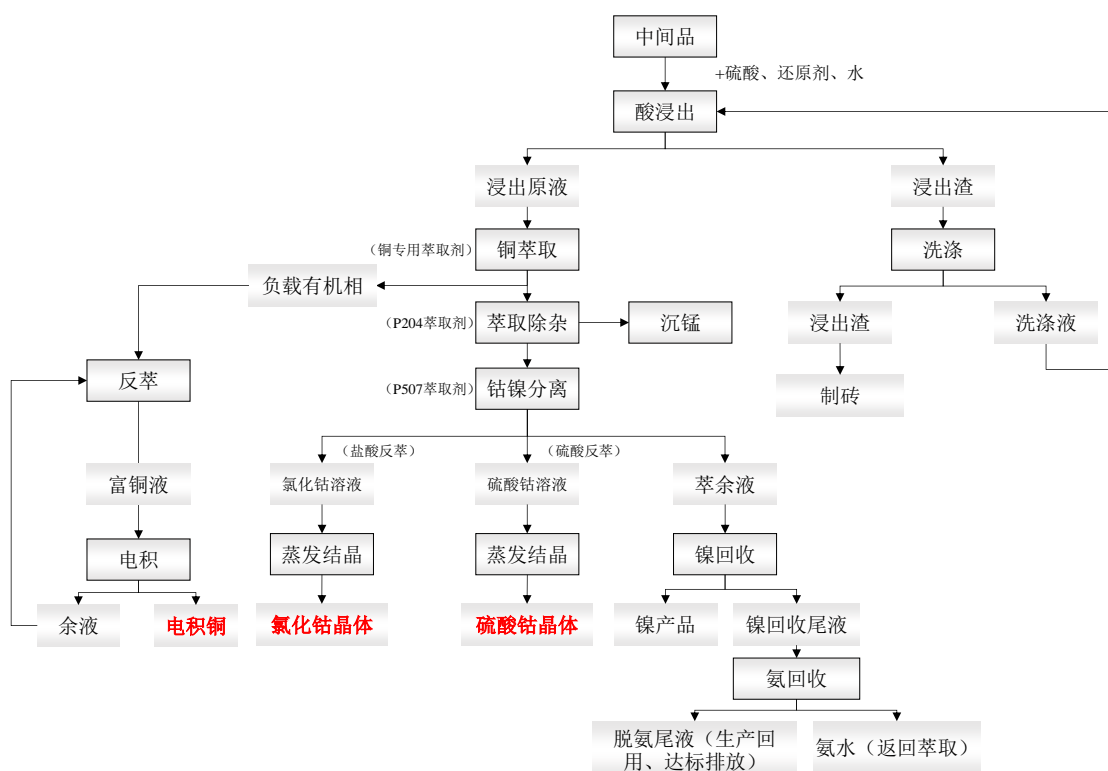 中间品
+硫酸、还原剂、水
酸浸出
浸出原液
浸出渣
(铜专用萃取剂)
铜萃取
洗涤
负载有机相
(P204萃取剂)
萃取除杂
沉锰
浸出渣
洗涤液
反萃
(P507萃取剂)
钴镍分离
制砖
(盐酸反萃)
(硫酸反萃)
富铜液
氯化钴溶液
硫酸钴溶液
萃余液
电积
蒸发结晶
蒸发结晶
镍回收
余液
电积铜
氯化钴晶体
硫酸钴晶体
镍产品
镍回收尾液
氨回收
脱氨尾液（生产回
用、达标排放）
氨水（返回萃取）